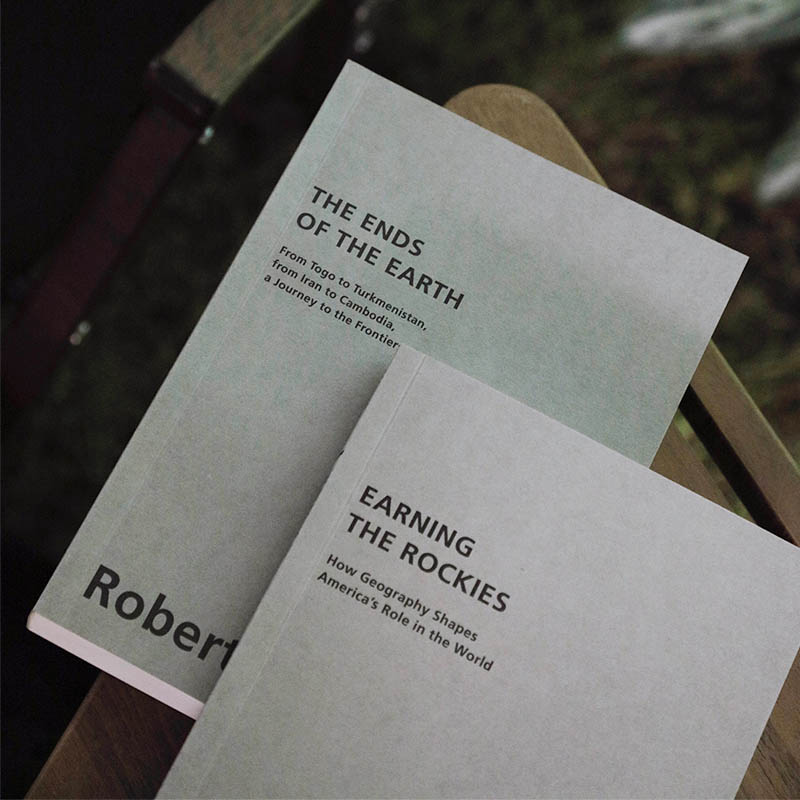 THE ENDS
OF THE EARTH
From Togo to Turkmenistan,
from Iran to Cambodia,
a Journey to the Frontier
Robert
EARNING
THE ROCKIES
How Geography Shapes
America's Role in the World